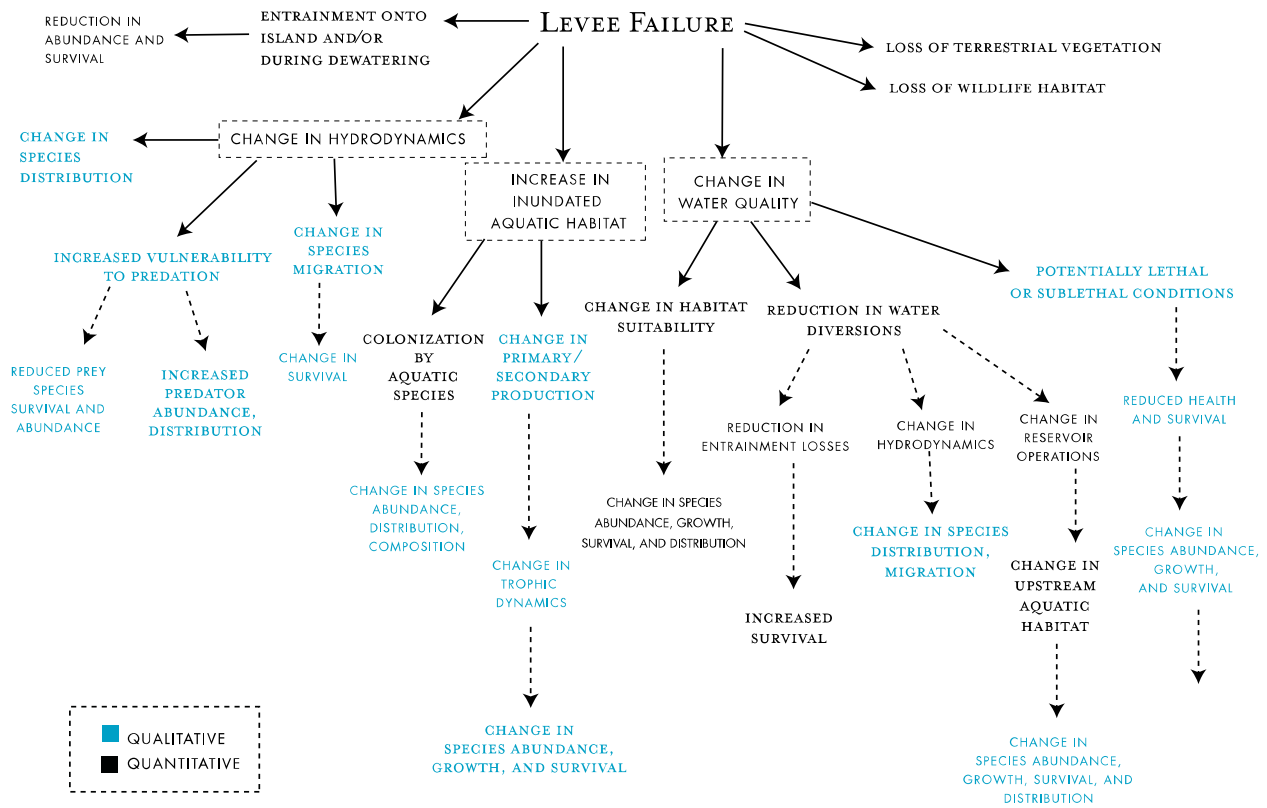 LEVEE FAILURE
REDUCTION IN
ABUNDANCE AND
SURVIVAL
ENTRAINMENT ONTO
ISLAND AND/OR
DURING DEWATERING
LOSS OF TERRESTRIAL VEGETATION
LOSS OF WILDLIFE HABITAT
CHANGE IN
SPECIES
DISTRIBUTION
CHANGE IN HYDRODYNAMICS
INCREASE IN
INUNDATED
AQUATIC HABITAT
CHANGE IN
WATER QUALITY
INCREASED VULNERABILITY
TO PREDATION
CHANGE IN
SPECIES
MIGRATION
POTENTIALLY LETHAL
OR SUBLETHAL CONDITIONS
CHANGE IN HABITAT
SUITABILITY
REDUCTION IN WATER
DIVERSIONS
REDUCED PREY
SPECIES
SURVIVAL AND
ABUNDANCE
INCREASED
PREDATOR
ABUNDANCE,
DISTRIBUTION
CHANGE IN
SURVIVAL
COLONIZATION
BY
AQUATIC
SPECIES
CHANGE IN
PRIMARY/
SECONDARY
PRODUCTION
REDUCTION IN
ENTRAINMENT LOSSES
CHANGE IN
HYDRODYNAMICS
CHANGE IN
RESERVOIR
OPERATIONS
REDUCED HEALTH
AND SURVIVAL
CHANGE IN SPECIES
ABUNDANCE,
DISTRIBUTION,
COMPOSITION
CHANGE IN SPECIES
ABUNDANCE, GROWTH,
SURVIVAL, AND DISTRIBUTION
CHANGE IN SPECIES
DISTRIBUTION,
MIGRATION
CHANGE IN
SPECIES ABUNDANCE,
GROWTH,
AND SURVIVAL
CHANGE IN
TROPHIC
DYNAMICS
INCREASED
SURVIVAL
CHANGE IN
UPSTREAM
AQUATIC
HABITAT
CHANGE IN
SPECIES ABUNDANCE,
GROWTH, AND SURVIVAL
CHANGE IN
SPECIES ABUNDANCE,
GROWTH, SURVIVAL, AND
DISTRIBUTION
QUALITATIVE
QUANTITATIVE